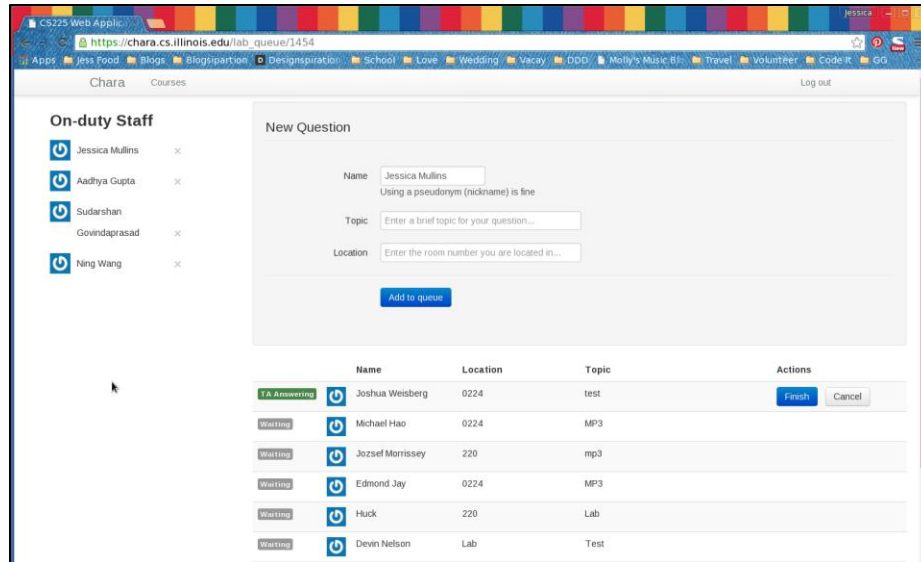 CS225 Web Applic
Jessica
https://chara.cs.illinois.edu/lab_queue/1454
Apps Jess Food Blogs Blogsipartion Designspiration School Love Wedding Vacay DDD Molly's Music Travel Volunteer Code It GG
Chara Courses Log out
On-duty Staff
Jessica Mullins ×
Aadhya Gupta ×
Sudarshan
Govindaprasad ×
Ning Wang ×
New Question
Name Jessica Mullins
Using a pseudonym (nickname) is fine
Topic Enter a brief topic for your question...
Location Enter the room number you are located in...
Add to queue
Name Location Topic Actions
TA Answering Joshua Weisberg 0224 test Finish Cancel
Waiting Michael Hao 0224 MP3
Waiting Jozsef Morrissey 220 mp3
Waiting Edmond Jay 0224 MP3
Waiting Huck 220 Lab
Waiting Devin Nelson Lab Test